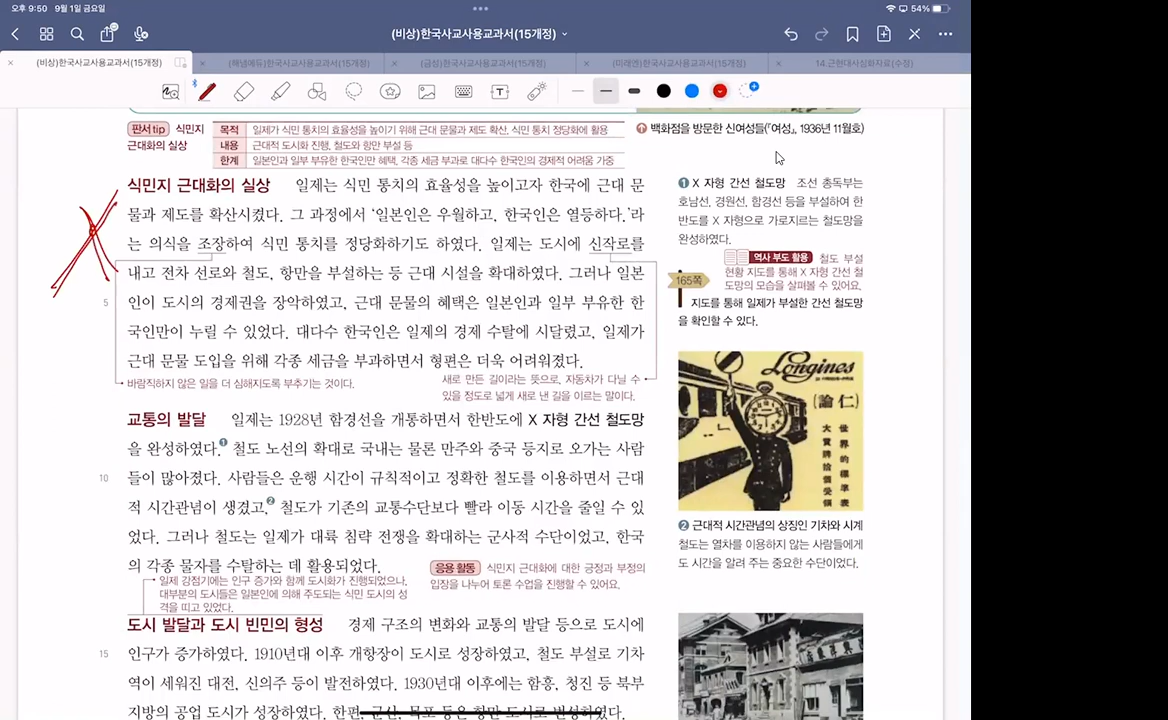 오후 9:50 9월 1일 금요일
54%
(비상)한국사교사용교과서(15개정)
(비상)한국사교사용교과서(15개정)
(해냄에듀)한국사교사용교과서(15개정)
(금성)한국사교사용교과서(15개정)
(미래엔)한국사교사용교과서(15개정)
14 근현대사심화자료(수정)
판서 tip 식민지
근대화의 실상
목적 일제가 식민 통치의 효율성을 높이기 위해 근대 문물과 제도 확산, 식민 통치 정당화에 활용
내용 근대적 도시화 진행, 철도와 항만 부설 등
한계 일본인과 일부 부유한 한국인만 혜택, 각종 세금 부과로 대다수 한국인의 경제적 어려움 가중
백화점을 방문한 신여성들(『여성』, 1936년 11월호)
식민지 근대화의 실상 일제는 식민 통치의 효율성을 높이고자 한국에 근대 문
물과 제도를 확산시켰다. 그 과정에서 ‘일본인은 우월하고, 한국인은 열등하다.’라
는 의식을 조장하여 식민 통치를 정당화하기도 하였다. 일제는 도시에 신작로를
내고 전차 선로와 철도, 항만을 부설하는 등 근대 시설을 확대하였다. 그러나 일본
5 인이 도시의 경제권을 장악하였고, 근대 문물의 혜택은 일본인과 일부 부유한 한
국인만이 누릴 수 있었다. 대다수 한국인은 일제의 경제 수탈에 시달렸고, 일제가
근대 문물 도입을 위해 각종 세금을 부과하면서 형편은 더욱 어려워졌다.
바람직하지 않은 일을 더 심해지도록 부추기는 것이다.
새로 만든 길이라는 뜻으로, 자동차가 다닐 수
있을 정도로 넓게 새로 낸 길을 이르는 말이다.
교통의 발달 일제는 1928년 함경선을 개통하면서 한반도에 X 자형 간선 철도망
을 완성하였다.❶ 철도 노선의 확대로 국내는 물론 만주와 중국 등지로 오가는 사람
10 들이 많아졌다. 사람들은 운행 시간이 규칙적이고 정확한 철도를 이용하면서 근대
적 시간관념이 생겼고,❷ 철도가 기존의 교통수단보다 빨라 이동 시간을 줄일 수 있
었다. 그러나 철도는 일제가 대륙 침략 전쟁을 확대하는 군사적 수단이었고, 한국
의 각종 물자를 수탈하는 데 활용되었다.
응용 활동 식민지 근대화에 대한 긍정과 부정의
입장을 나누어 토론 수업을 진행할 수 있어요.
일제 강점기에는 인구 증가와 함께 도시화가 진행되었으나,
대부분의 도시들은 일본인에 의해 주도되는 식민 도시의 성
격을 띠고 있었다.
도시 발달과 도시 빈민의 형성 경제 구조의 변화와 교통의 발달 등으로 도시에
15 인구가 증가하였다. 1910년대 이후 개항장이 도시로 성장하였고, 철도 부설로 기차
역이 세워진 대전, 신의주 등이 발전하였다. 1930년대 이후에는 함흥, 청진 등 북부
지방의 공업 도시가 성장하였다. 한편, 군산, 목포 등은 항만 도시로 번성하였다.
❶ X 자형 간선 철도망 조선 총독부는
호남선, 경원선, 함경선 등을 부설하여 한
반도를 X 자형으로 가로지르는 철도망을
완성하였다.
역사 부도 활용 철도 부설
현황 지도를 통해 X 자형 간선 철
도망의 모습을 살펴볼 수 있어요.
165쪽
지도를 통해 일제가 부설한 간선 철도망
을 확인할 수 있다.
Longines
(論仁)
世界的標準表
大賞牌拾個受領
❷ 근대적 시간관념의 상징인 기차와 시계
철도는 열차를 이용하지 않는 사람들에게
도 시간을 알려 주는 중요한 수단이었다.